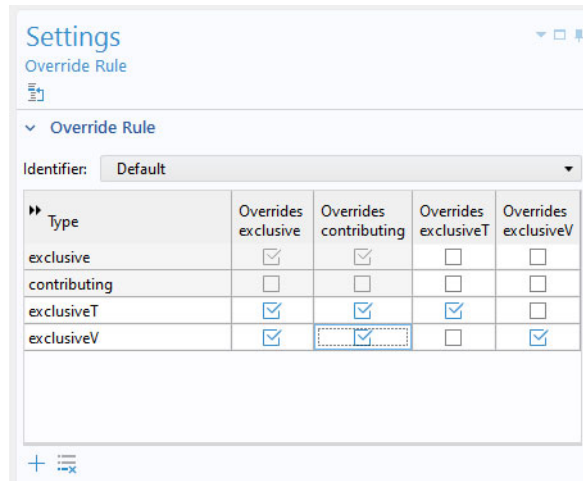 Settings
Override Rule
Override Rule
Identifier: Default
Type Overrides exclusive Overrides contributing Overrides exclusiveT Overrides exclusiveV
exclusive
contributing
exclusiveT
exclusiveV